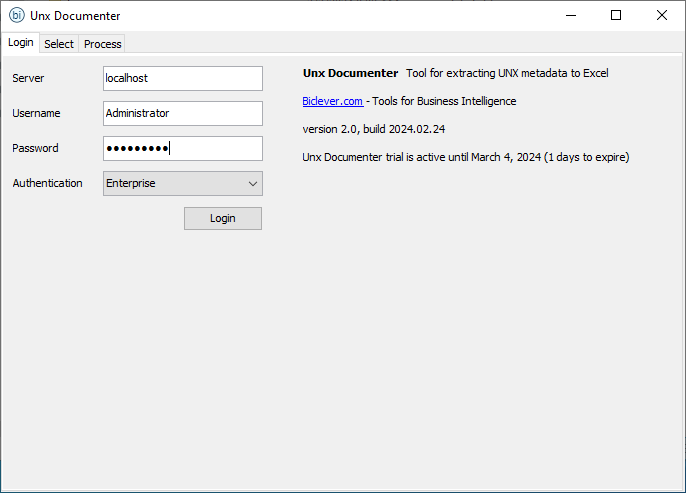 bi Unx Documenter
Login Select Process
Server localhost
Username Administrator
Password ●●●●●●●●●
Authentication Enterprise
Login
Unx Documenter Tool for extracting UNX metadata to Excel
Biclever.com - Tools for Business Intelligence
version 2.0, build 2024.02.24
Unx Documenter trial is active until March 4, 2024 (1 days to expire)